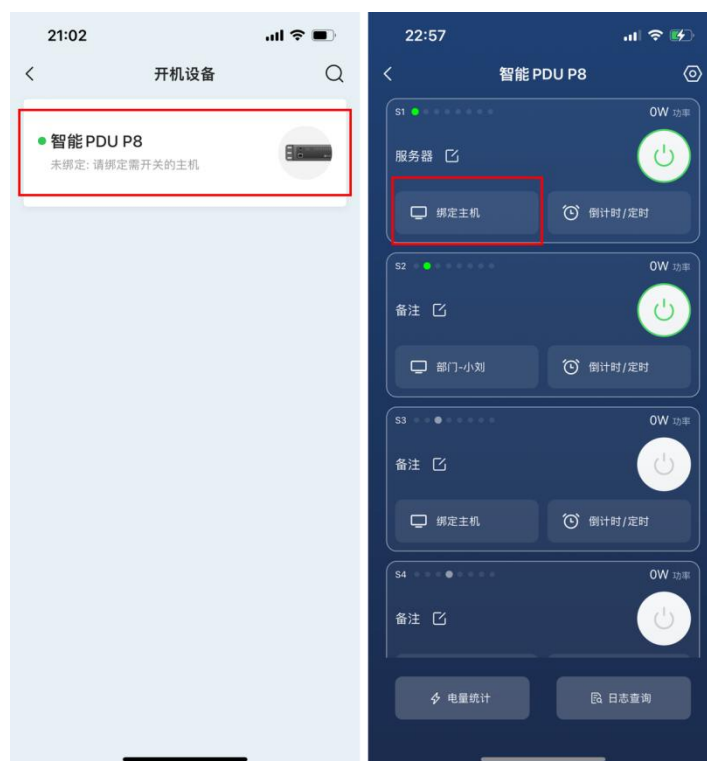 21:02
开机设备
智能PDU P8
未绑定: 请绑定需开关的主机
22:57
智能PDU P8
S1
0W 功率
服务器
绑定主机
倒计时/定时
S2
0W 功率
备注
部门-小刘
倒计时/定时
S3
0W 功率
备注
绑定主机
倒计时/定时
S4
0W 功率
备注
电量统计
日志查询